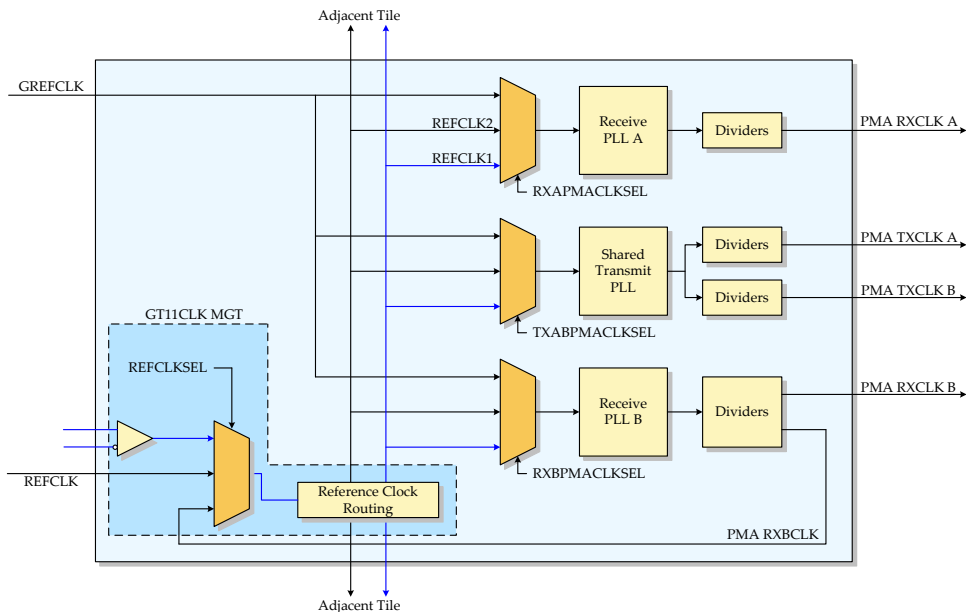 Adjacent Tile
GREFCLK
REFCLK2
REFCLK1
Receive
PLL A
Dividers
PMA RXCLK A
RXAPMACLKSEL
Shared
Transmit
PLL
Dividers
PMA TXCLK A
Dividers
PMA TXCLK B
TXABPMACLKSEL
GT11CLK MGT
REFCLKSEL
Receive
PLL B
Dividers
PMA RXCLK B
RXBPMACLKSEL
REFCLK
Reference Clock
Routing
PMA RXBCLK
Adjacent Tile